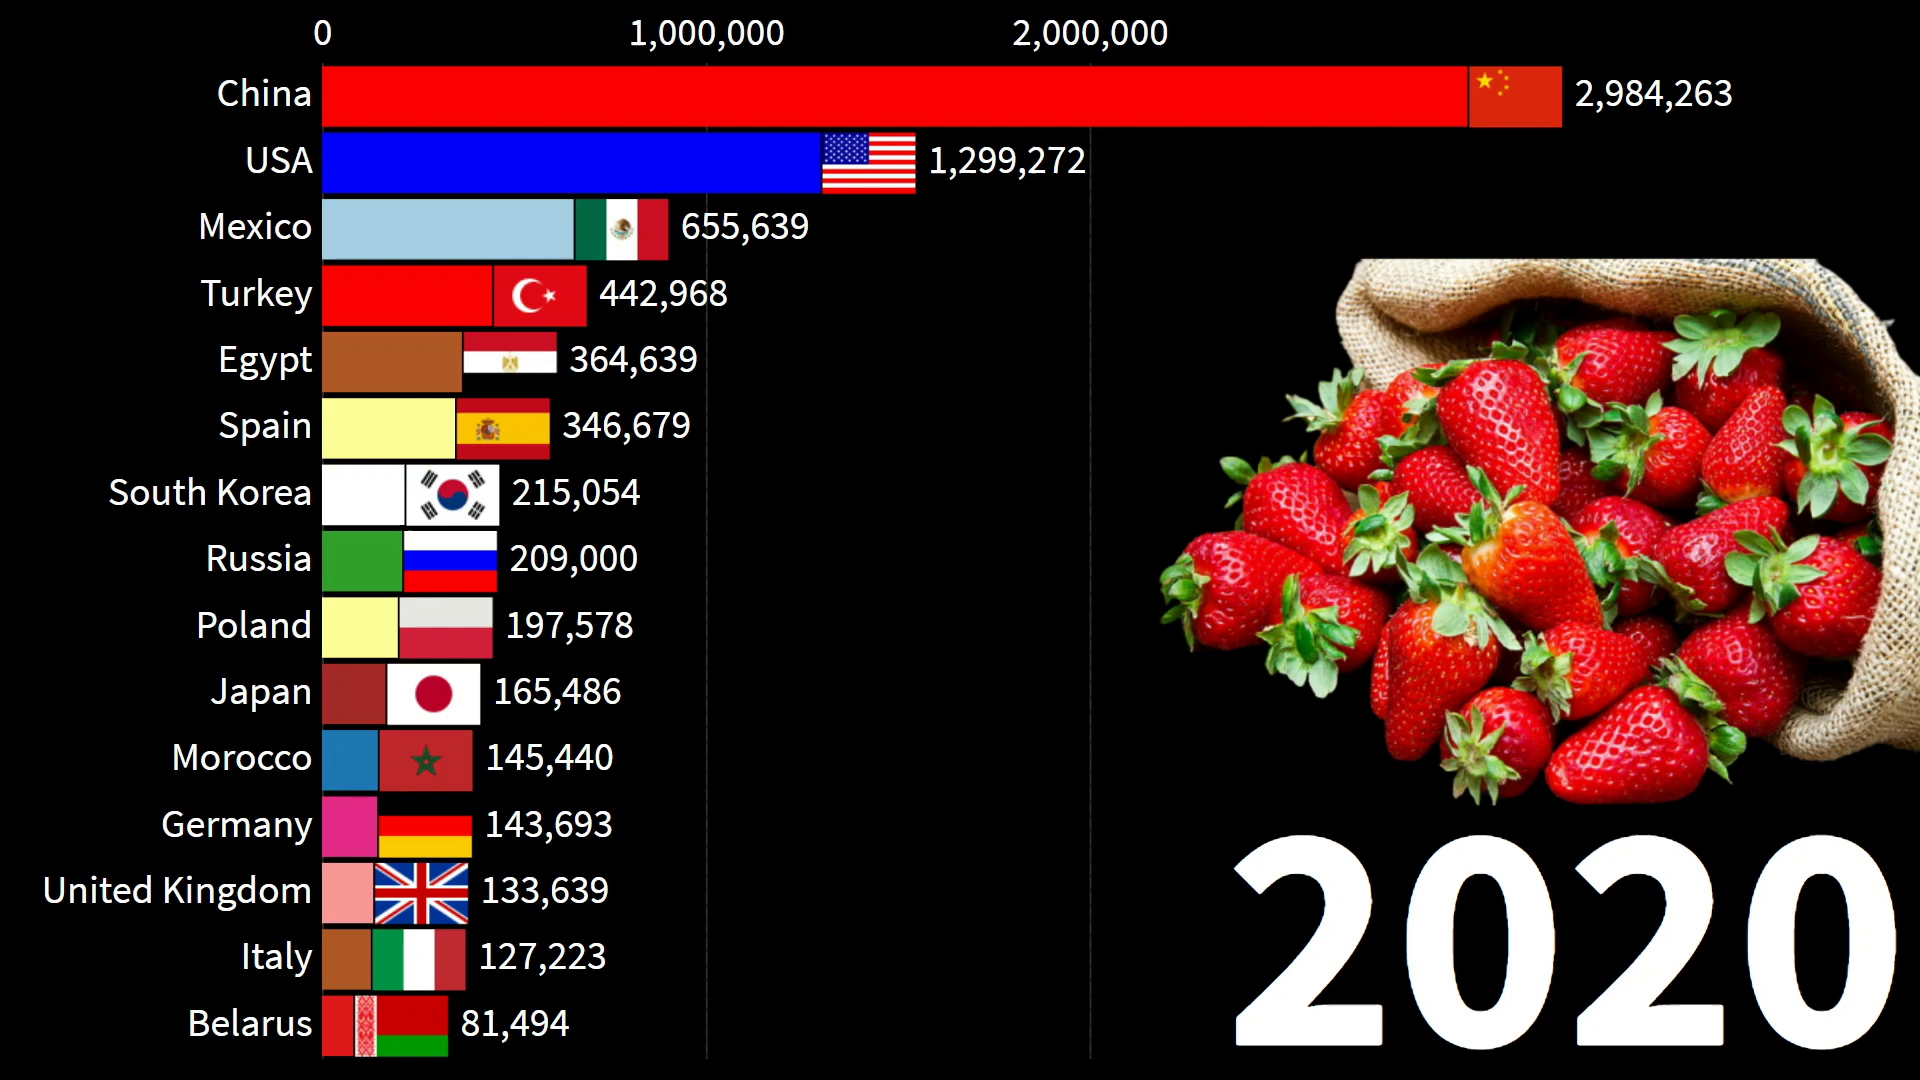 0 1,000,000 2,000,000
China 2,984,263
USA 1,299,272
Mexico 655,639
Turkey 442,968
Egypt 364,639
Spain 346,679
South Korea 215,054
Russia 209,000
Poland 197,578
Japan 165,486
Morocco 145,440
Germany 143,693
United Kingdom 133,639
Italy 127,223
Belarus 81,494
2020